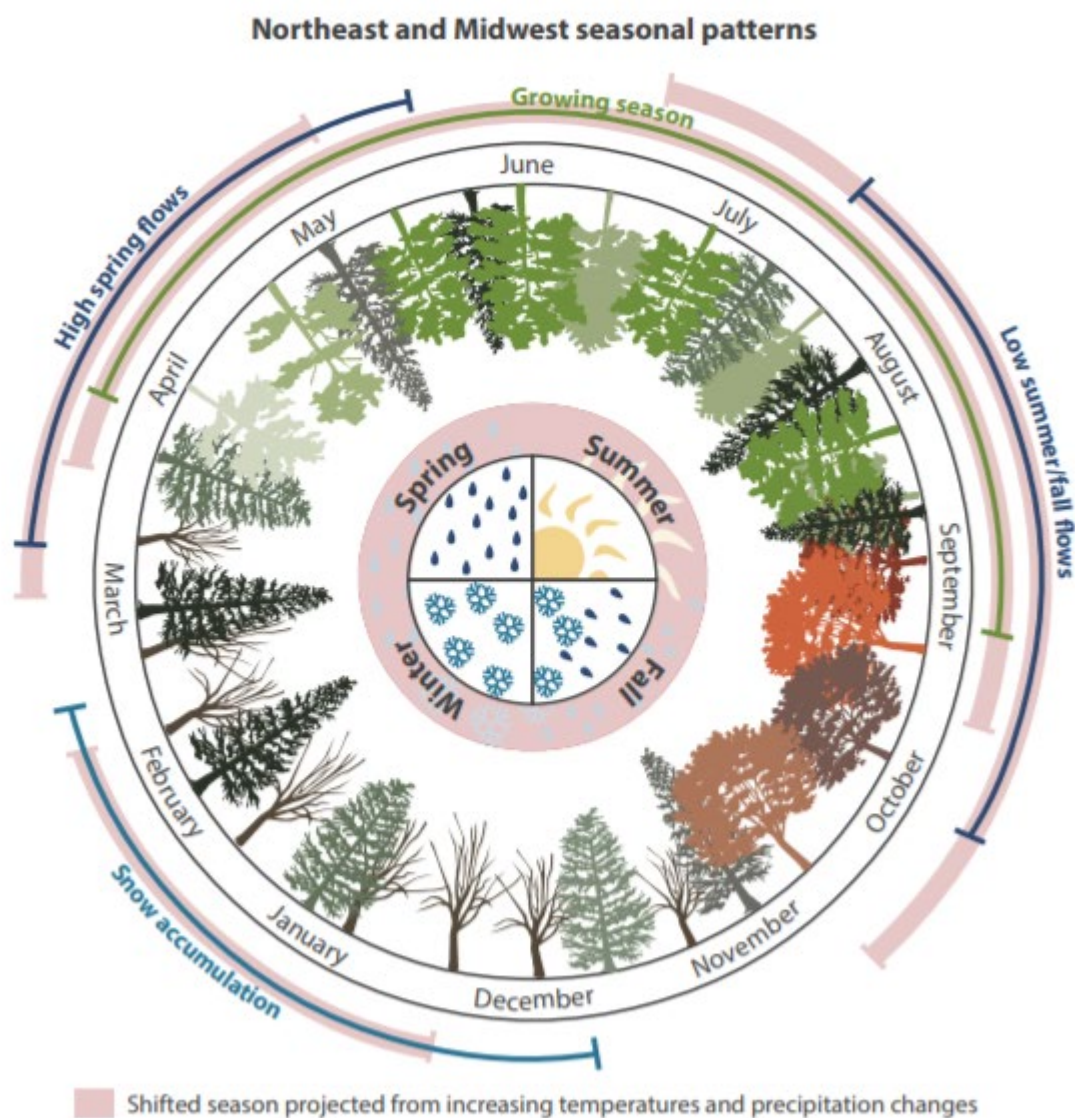 Northeast and Midwest seasonal patterns
Growing season
High spring flows
Low summer/fall flows
Snow accumulation
June
July
August
September
October
November
December
January
February
March
April
May
Spring
Summer
Fall
Winter
Shifted season projected from increasing temperatures and precipitation changes